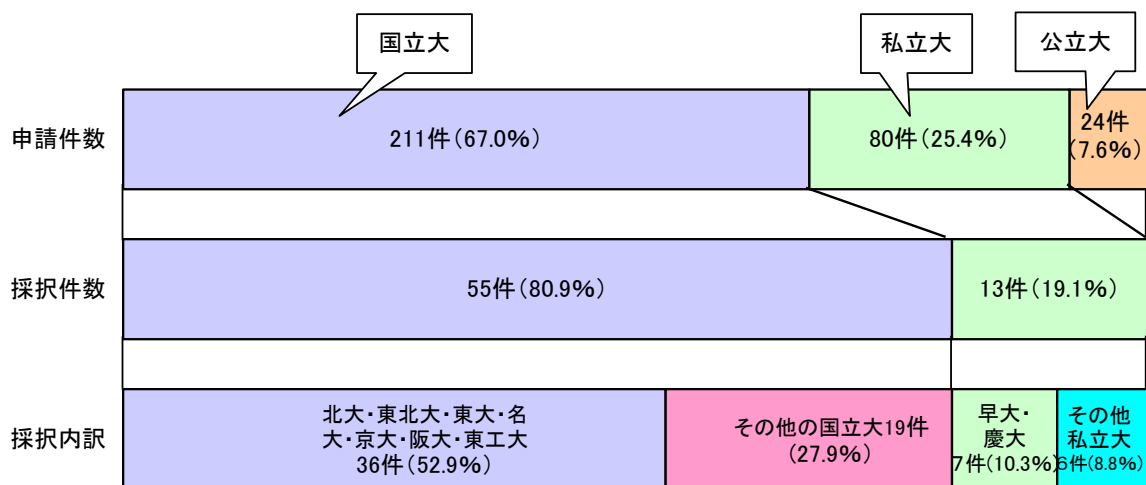 国立大
私立大
公立大
申請件数
211件(67.0%)
80件(25.4%)
24件
(7.6%)
採択件数
55件(80.9%)
13件(19.1%)
採択内訳
北大・東北大・東大・名
大・京大・阪大・東工大
36件(52.9%)
その他の国立大19件
(27.9%)
早大・
慶大
7件(10.3%)
その他
私立大
6件(8.8%)